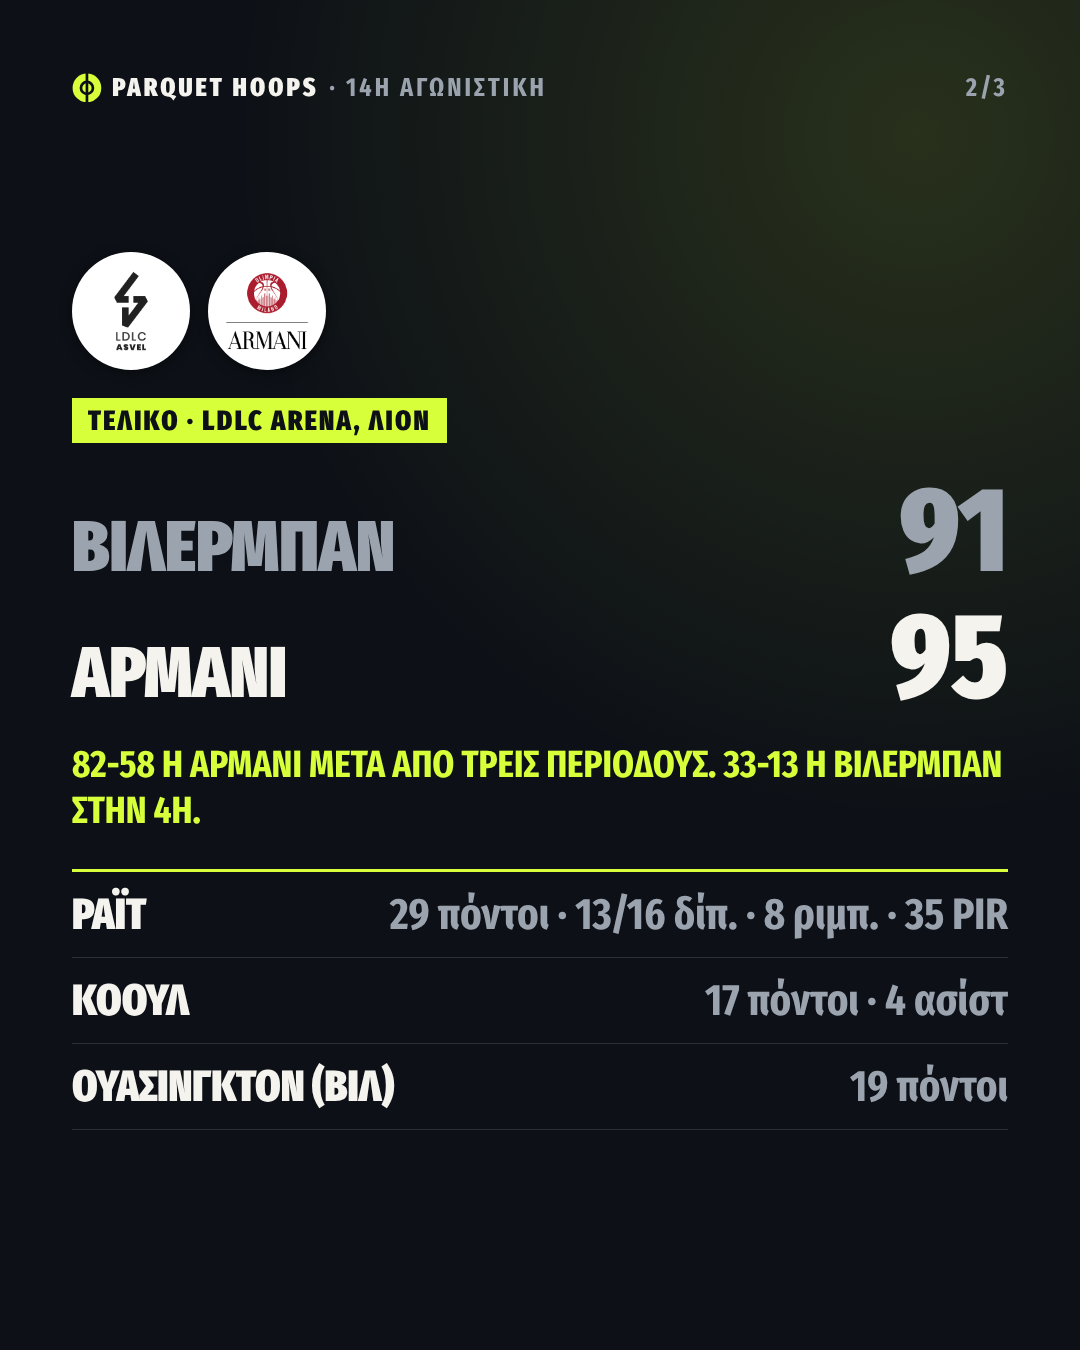 PARQUET HOOPS · 14Η ΑΓΩΝΙΣΤΙΚΗ
2/3
LDLC
ASVEL
OLIMPIA
MILANO
ARMANI
ΤΕΛΙΚΟ · LDLC ARENA, ΛΙΟΝ
ΒΙΛΕΡΜΠΑΝ 91
ΑΡΜΑΝΙ 95
82-58 Η ΑΡΜΑΝΙ ΜΕΤΑ ΑΠΟ ΤΡΕΙΣ ΠΕΡΙΟΔΟΥΣ. 33-13 Η ΒΙΛΕΡΜΠΑΝ
ΣΤΗΝ 4Η.
ΡΑΪΤ 29 πόντοι · 13/16 δίπ. · 8 ριμπ. · 35 PIR
ΚΟΟΥΛ 17 πόντοι · 4 ασίστ
ΟΥΑΣΙΝΓΚΤΟΝ (ΒΙΛ) 19 πόντοι